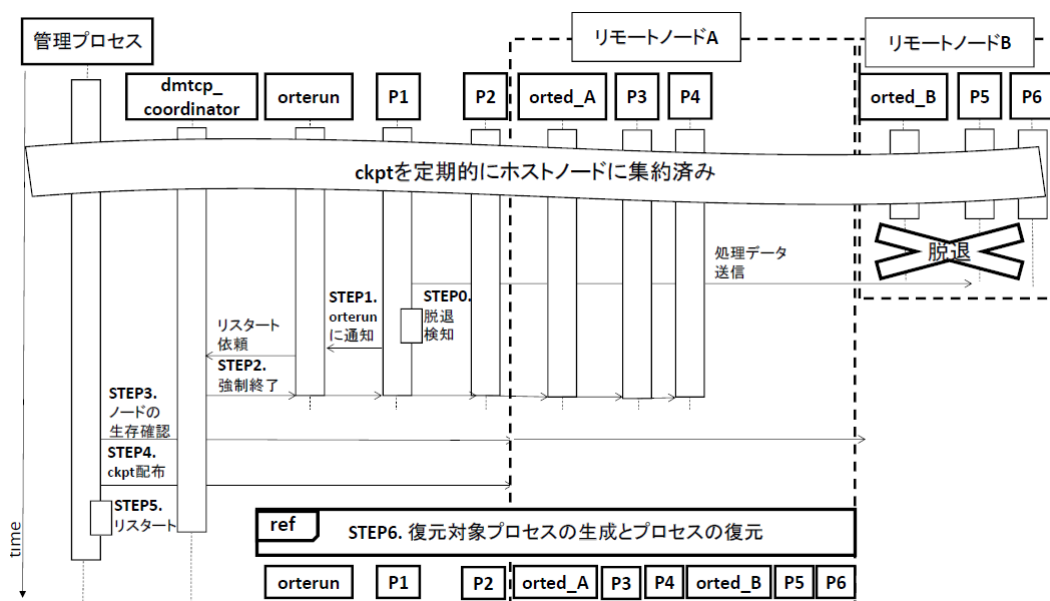 管理プロセス
リモートノードA
リモートノードB
dmtcp_
coordinator
orterun
P1
P2
orted_A
P3
P4
orted_B
P5
P6
ckptを定期的にホストノードに集約済み
脱退
処理データ
送信
STEP0.
脱退
検知
STEP1.
orterun
に通知
リスタート
依頼
STEP2.
強制終了
STEP3.
ノードの
生存確認
STEP4.
ckpt配布
STEP5.
リスタート
time
ref
STEP6. 復元対象プロセスの生成とプロセスの復元
orterun
P1
P2
orted_A
P3
P4
orted_B
P5
P6